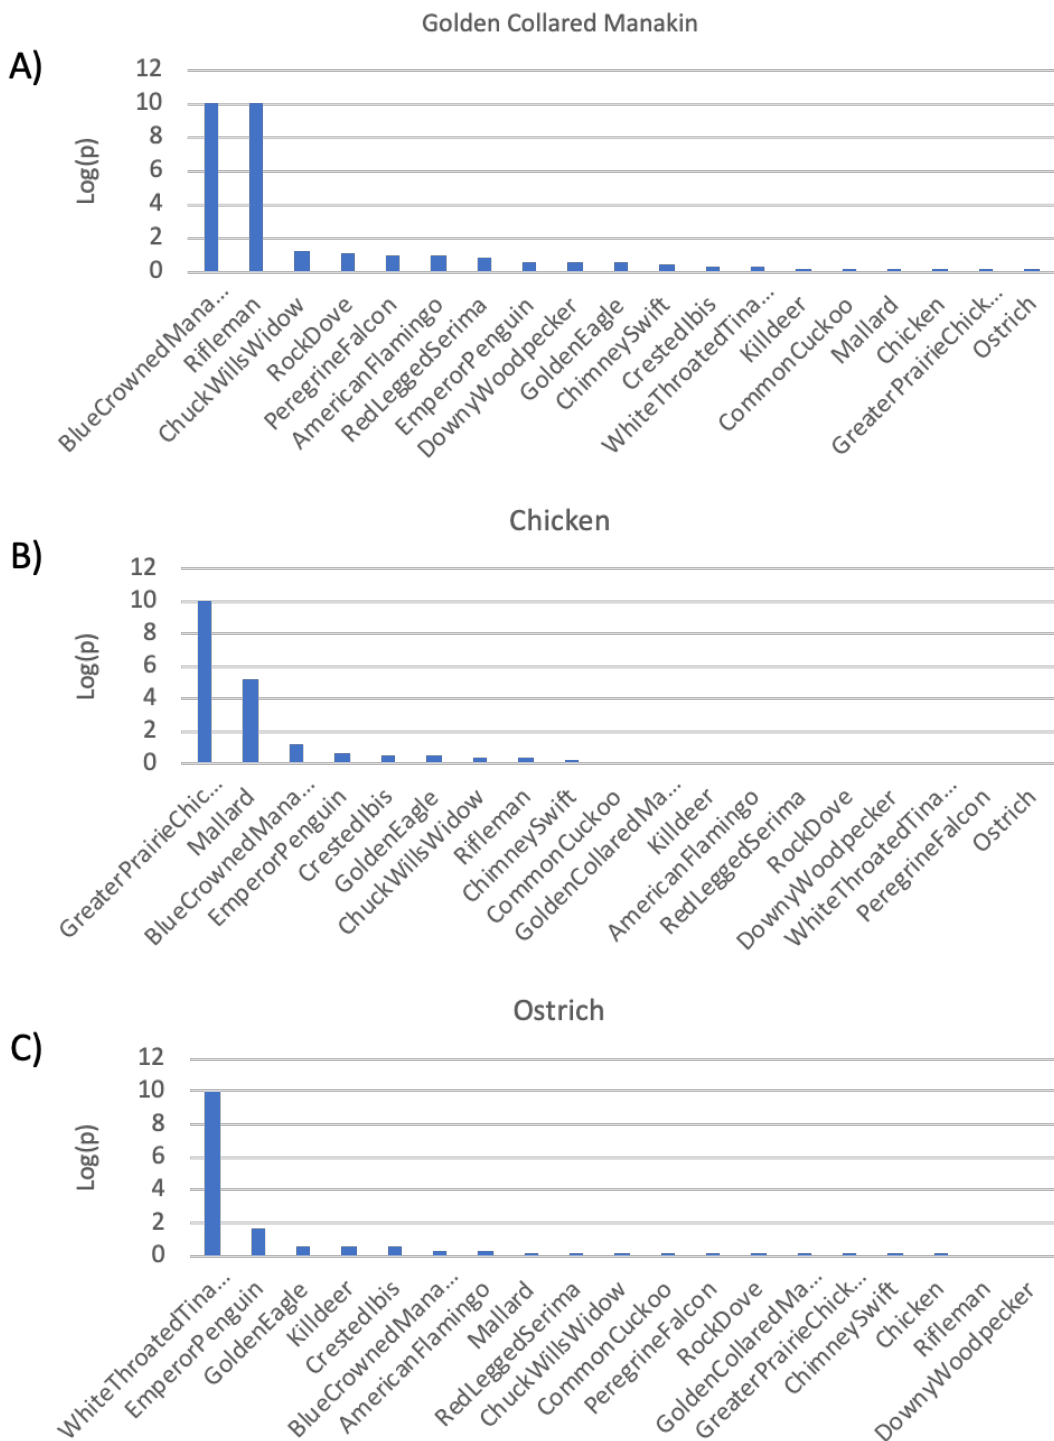 Golden Collared Manakin
A)
12
10
8
6
4
2
0
Log(p)
BlueCrownedMana...
Rifleman
ChuckWillsWidow
RockDove
PeregrineFalcon
AmericanFlamingo
RedLeggedSerima
EmperorPenguin
DownyWoodpecker
GoldenEagle
ChimneySwift
CrestedIbis
WhiteThroatedTina...
Killdeer
CommonCuckoo
Mallard
Chicken
GreaterPrairieChick...
Ostrich
Chicken
B)
12
10
8
6
4
2
0
Log(p)
GreaterPrairieChic...
Mallard
BlueCrownedMana...
EmperorPenguin
CrestedIbis
GoldenEagle
ChuckWillsWidow
Rifleman
ChimneySwift
CommonCuckoo
GoldenCollaredMa...
Killdeer
AmericanFlamingo
RedLeggedSerima
RockDove
DownyWoodpecker
WhiteThroatedTina...
PeregrineFalcon
Ostrich
Ostrich
C)
12
10
8
6
4
2
0
Log(p)
WhiteThroatedTina...
EmperorPenguin
GoldenEagle
Killdeer
CrestedIbis
BlueCrownedMana...
AmericanFlamingo
Mallard
RedLeggedSerima
ChuckWillsWidow
CommonCuckoo
PeregrineFalcon
RockDove
GoldenCollaredMa...
GreaterPrairieChick...
ChimneySwift
Chicken
Rifleman
DownyWoodpecker